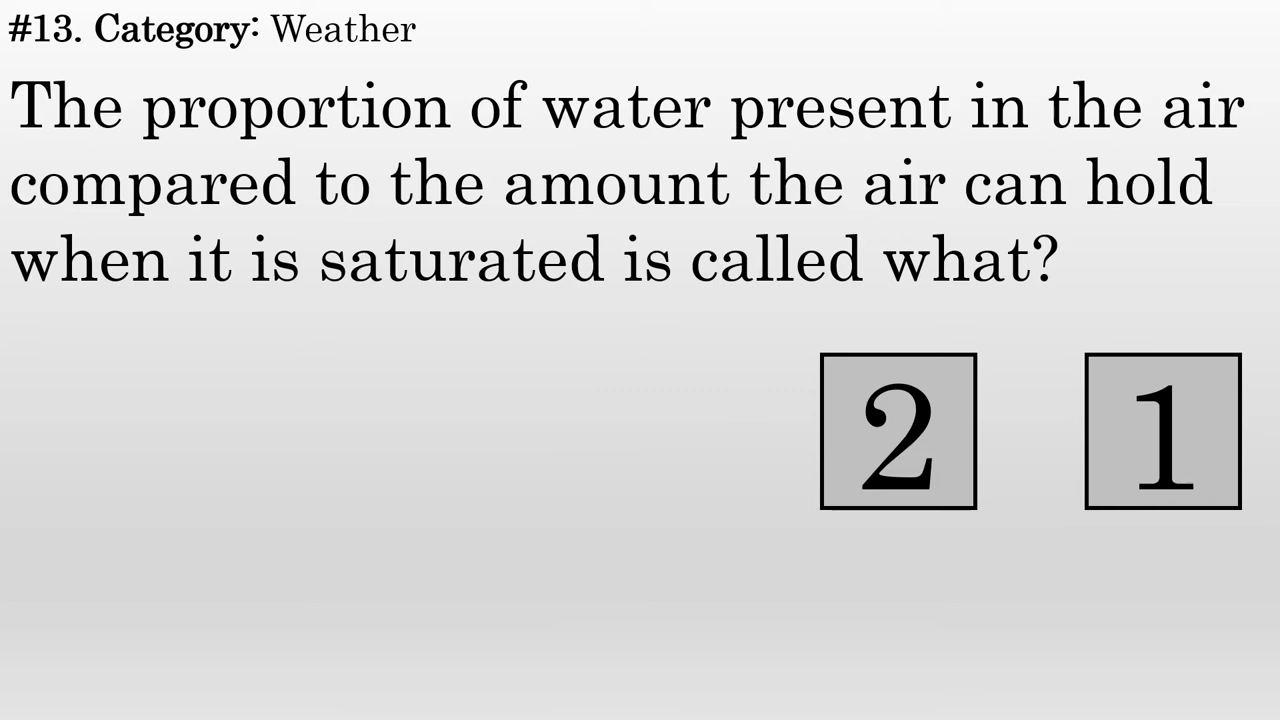 #13. Category: Weather
The proportion of water present in the air
compared to the amount the air can hold
when it is saturated is called what?
2 1